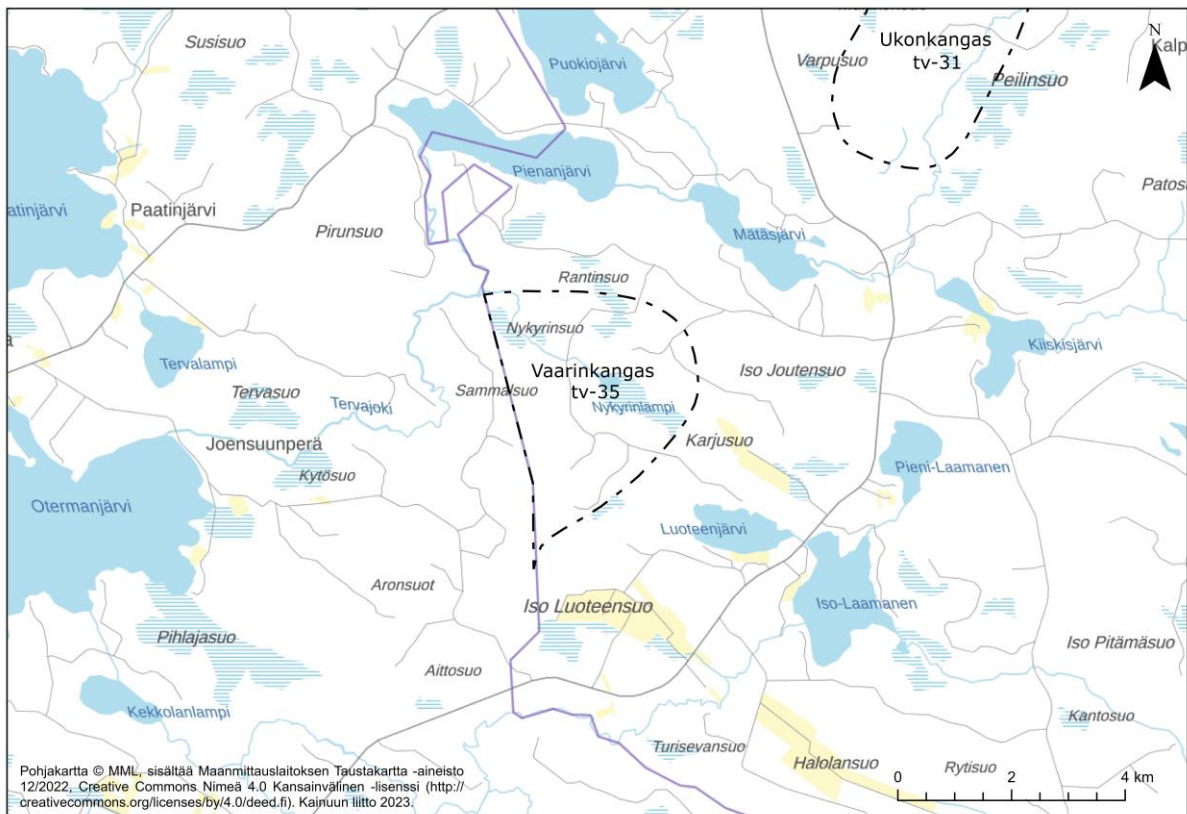 Susisuo
Puokiojärvi
Varpusuo
Ukonkangas
tv-31
N
Kalp
Peilinsuo
Pienanjärvi
Patosa
atinjärvi
Paatinjärvi
Pirunsuo
Mätäsjärvi
Rantinsuo
Nykyrinsuo
Kiiskisjärvi
a
Tervalampi
Tervasuo
Tervajoki
Sammalsuo
Vaarinkangas
tv-35
Nykyrinlampi
Iso Joutensuo
Joensuunperä
Kytösuo
Karjusuo
Pieni-Laamanen
Otermanjärvi
Luoteenjärvi
Aronsuot
Iso Luoteensuo
Iso-Laamanen
Pihlajasuo
Iso Pitämäsuo
Aittosuo
Kekkolanlampi
Kantosuo
Turisevansuo
Halolansuo
Rytisuo
0 2 4 km
Pohjakartta © MML, sisältää Maanmittauslaitoksen Taustakartta -aineisto
12/2022, Creative Commons Nimeä 4.0 Kansainvälinen -lisenssi (http://
creativecommons.org/licenses/by/4.0/deed.fi). Kainuun liitto 2023.